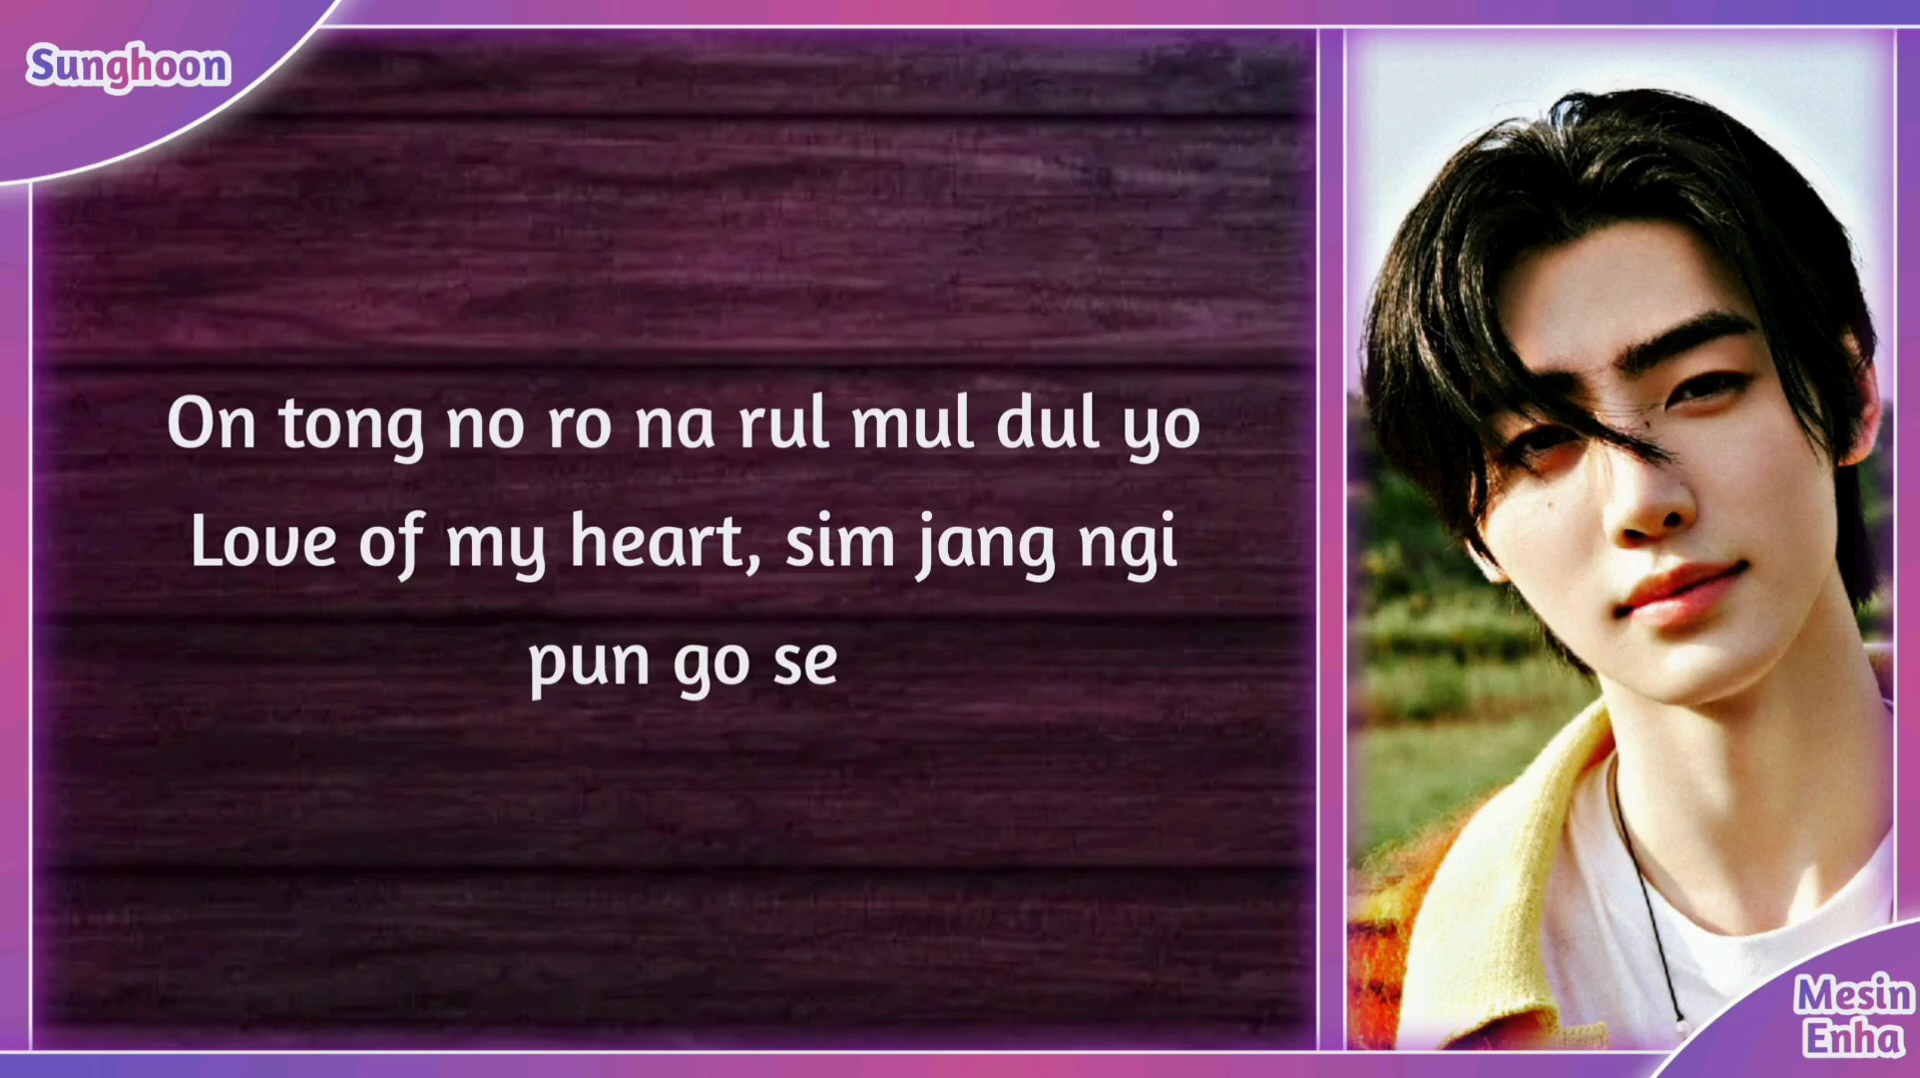 Sunghoon
On tong no ro na rul mul dul yo
Love of my heart, sim jang ngi
pun go se
Mesin
Enha